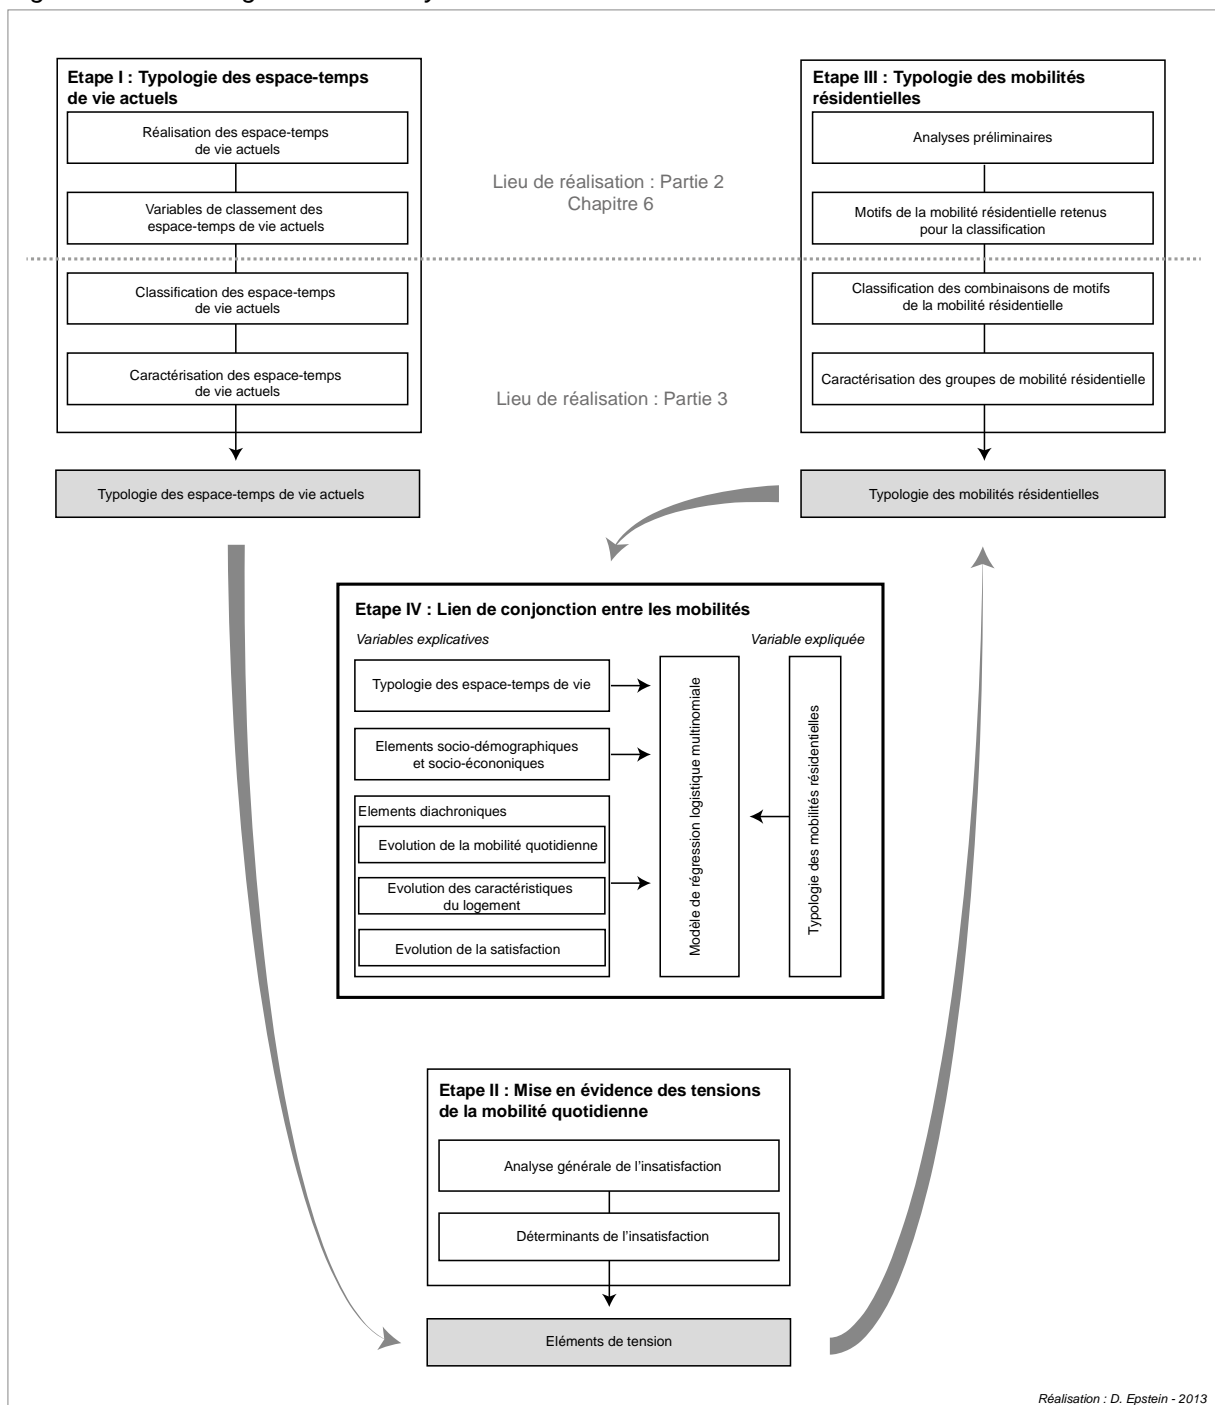 Etape I : Typologie des espace-temps
de vie actuels
Réalisation des espace-temps
de vie actuels
Variables de classement des
espace-temps de vie actuels
Classification des espace-temps
de vie actuels
Caractérisation des espace-temps
de vie actuels
Typologie des espace-temps de vie actuels
Lieu de réalisation : Partie 2
Chapitre 6
Lieu de réalisation : Partie 3
Etape III : Typologie des mobilités
résidentielles
Analyses préliminaires
Motifs de la mobilité résidentielle retenus
pour la classification
Classification des combinaisons de motifs
de la mobilité résidentielle
Caractérisation des groupes de mobilité résidentielle
Typologie des mobilités résidentielles
Etape IV : Lien de conjonction entre les mobilités
Variables explicatives
Variable expliquée
Typologie des espace-temps de vie
Elements socio-démographiques
et socio-écononiques
Elements diachroniques
Evolution de la mobilité quotidienne
Evolution des caractéristiques
du logement
Evolution de la satisfaction
Modèle de régression logistique multinomiale
Typologie des mobilités résidentielles
Etape II : Mise en évidence des tensions
de la mobilité quotidienne
Analyse générale de l'insatisfaction
Déterminants de l'insatisfaction
Eléments de tension
Réalisation : D. Epstein - 2013